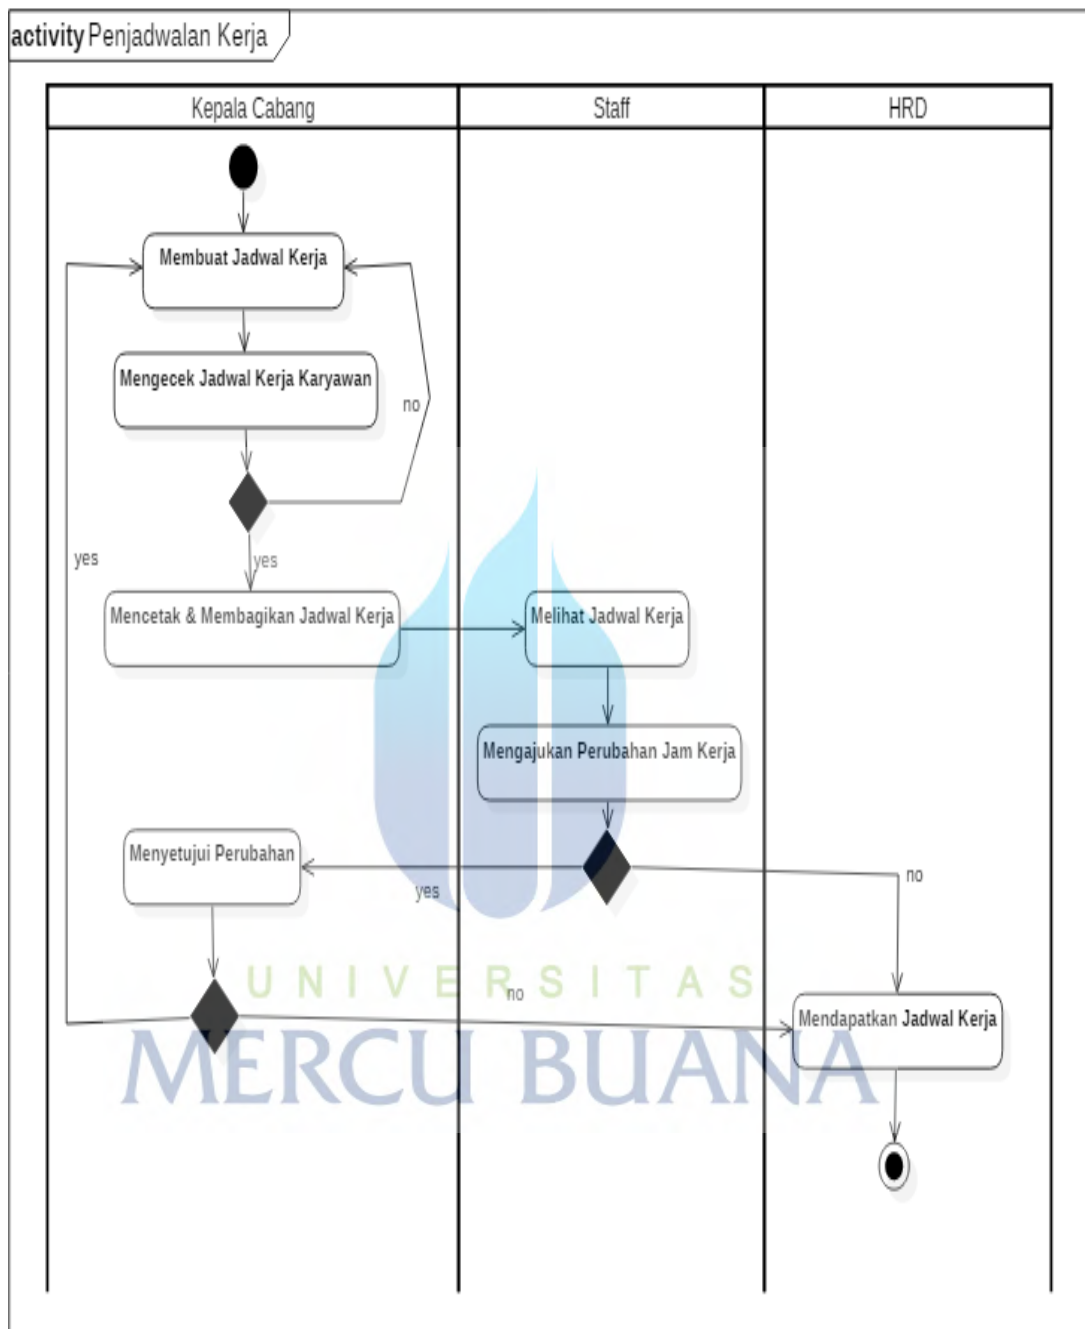 activity Penjadwalan Kerja
Kepala Cabang
Staff
HRD
Membuat Jadwal Kerja
Mengecek Jadwal Kerja Karyawan
no
yes
yes
Mencetak & Membagikan Jadwal Kerja
Melihat Jadwal Kerja
Mengajukan Perubahan Jam Kerja
Menyetujui Perubahan
yes
no
UNIVERSITAS
no
Mendapatkan Jadwal Kerja
MERCU BUANA